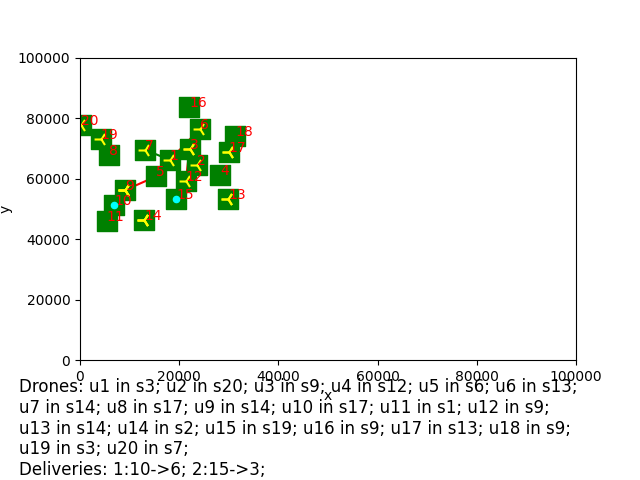 100000
80000
60000
40000
20000
0
y
0 20000 40000 60000 80000 100000
x
16
18
19
14
13
12
11
Drones: u1 in s3; u2 in s20; u3 in s9; u4 in s12; u5 in s6; u6 in s13;
u7 in s14; u8 in s17; u9 in s14; u10 in s17; u11 in s1; u12 in s9;
u13 in s14; u14 in s2; u15 in s19; u16 in s9; u17 in s13; u18 in s9;
u19 in s3; u20 in s7;
Deliveries: 1:10->6; 2:15->3;